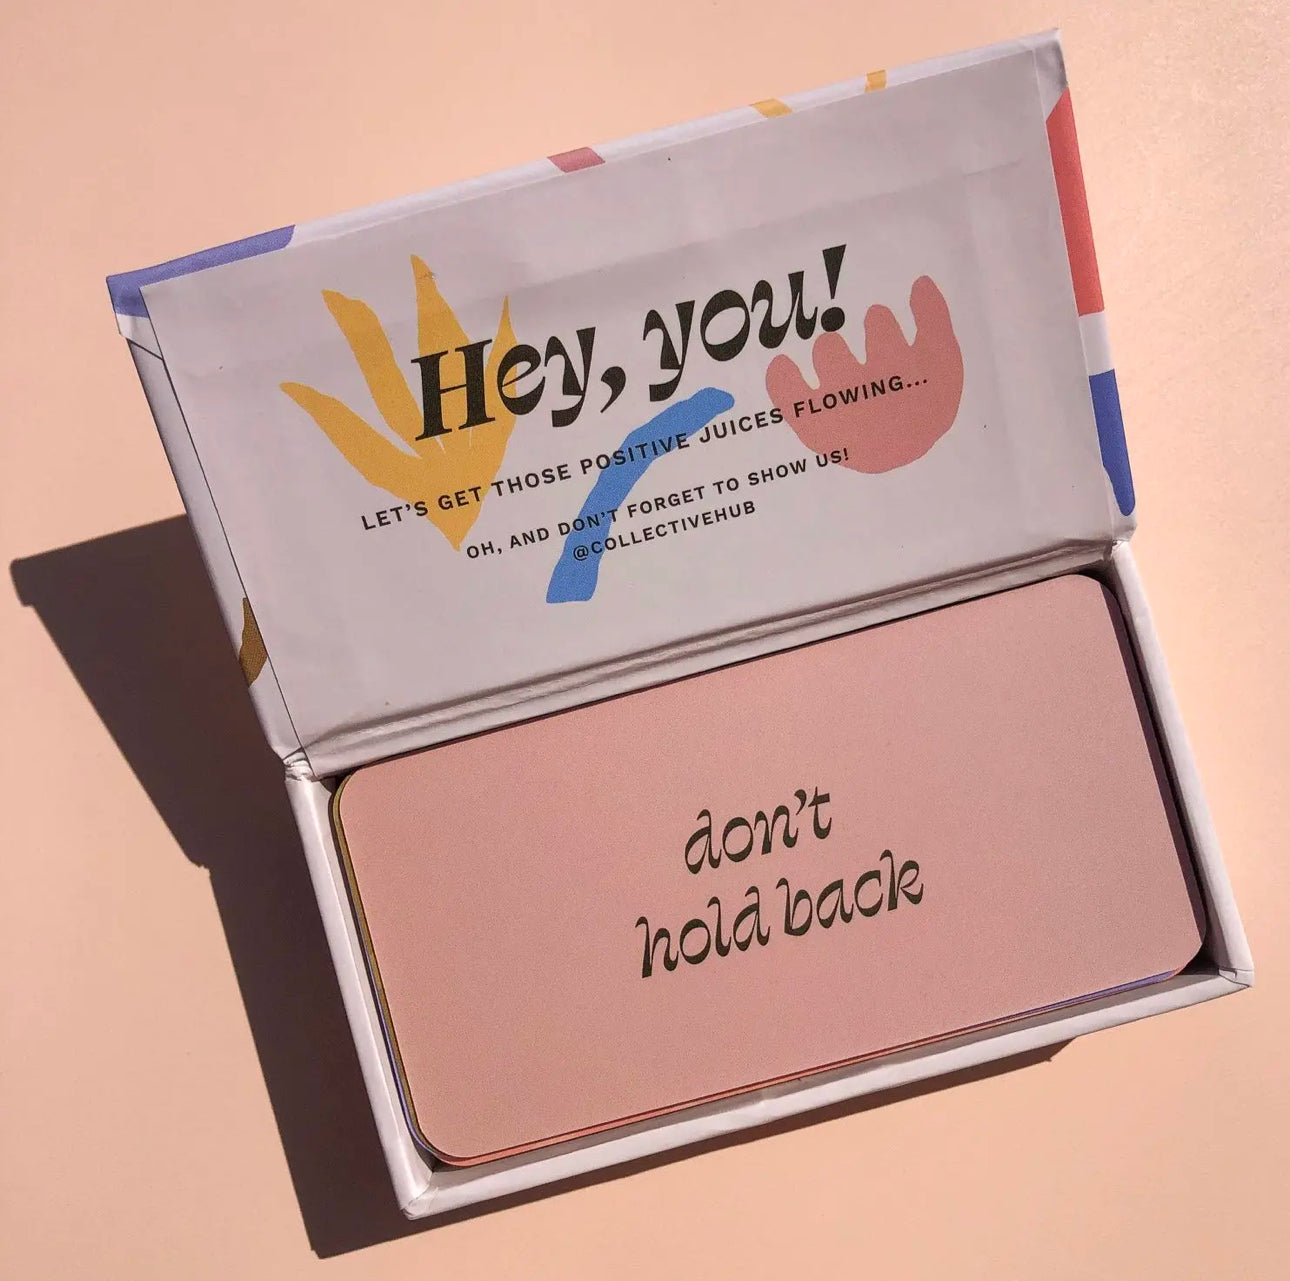 Hey, you!
LET'S GET THOSE POSITIVE JUICES FLOWING...
OH, AND DON'T FORGET TO SHOW US!
@COLLECTIVEHUB
don't
hold back